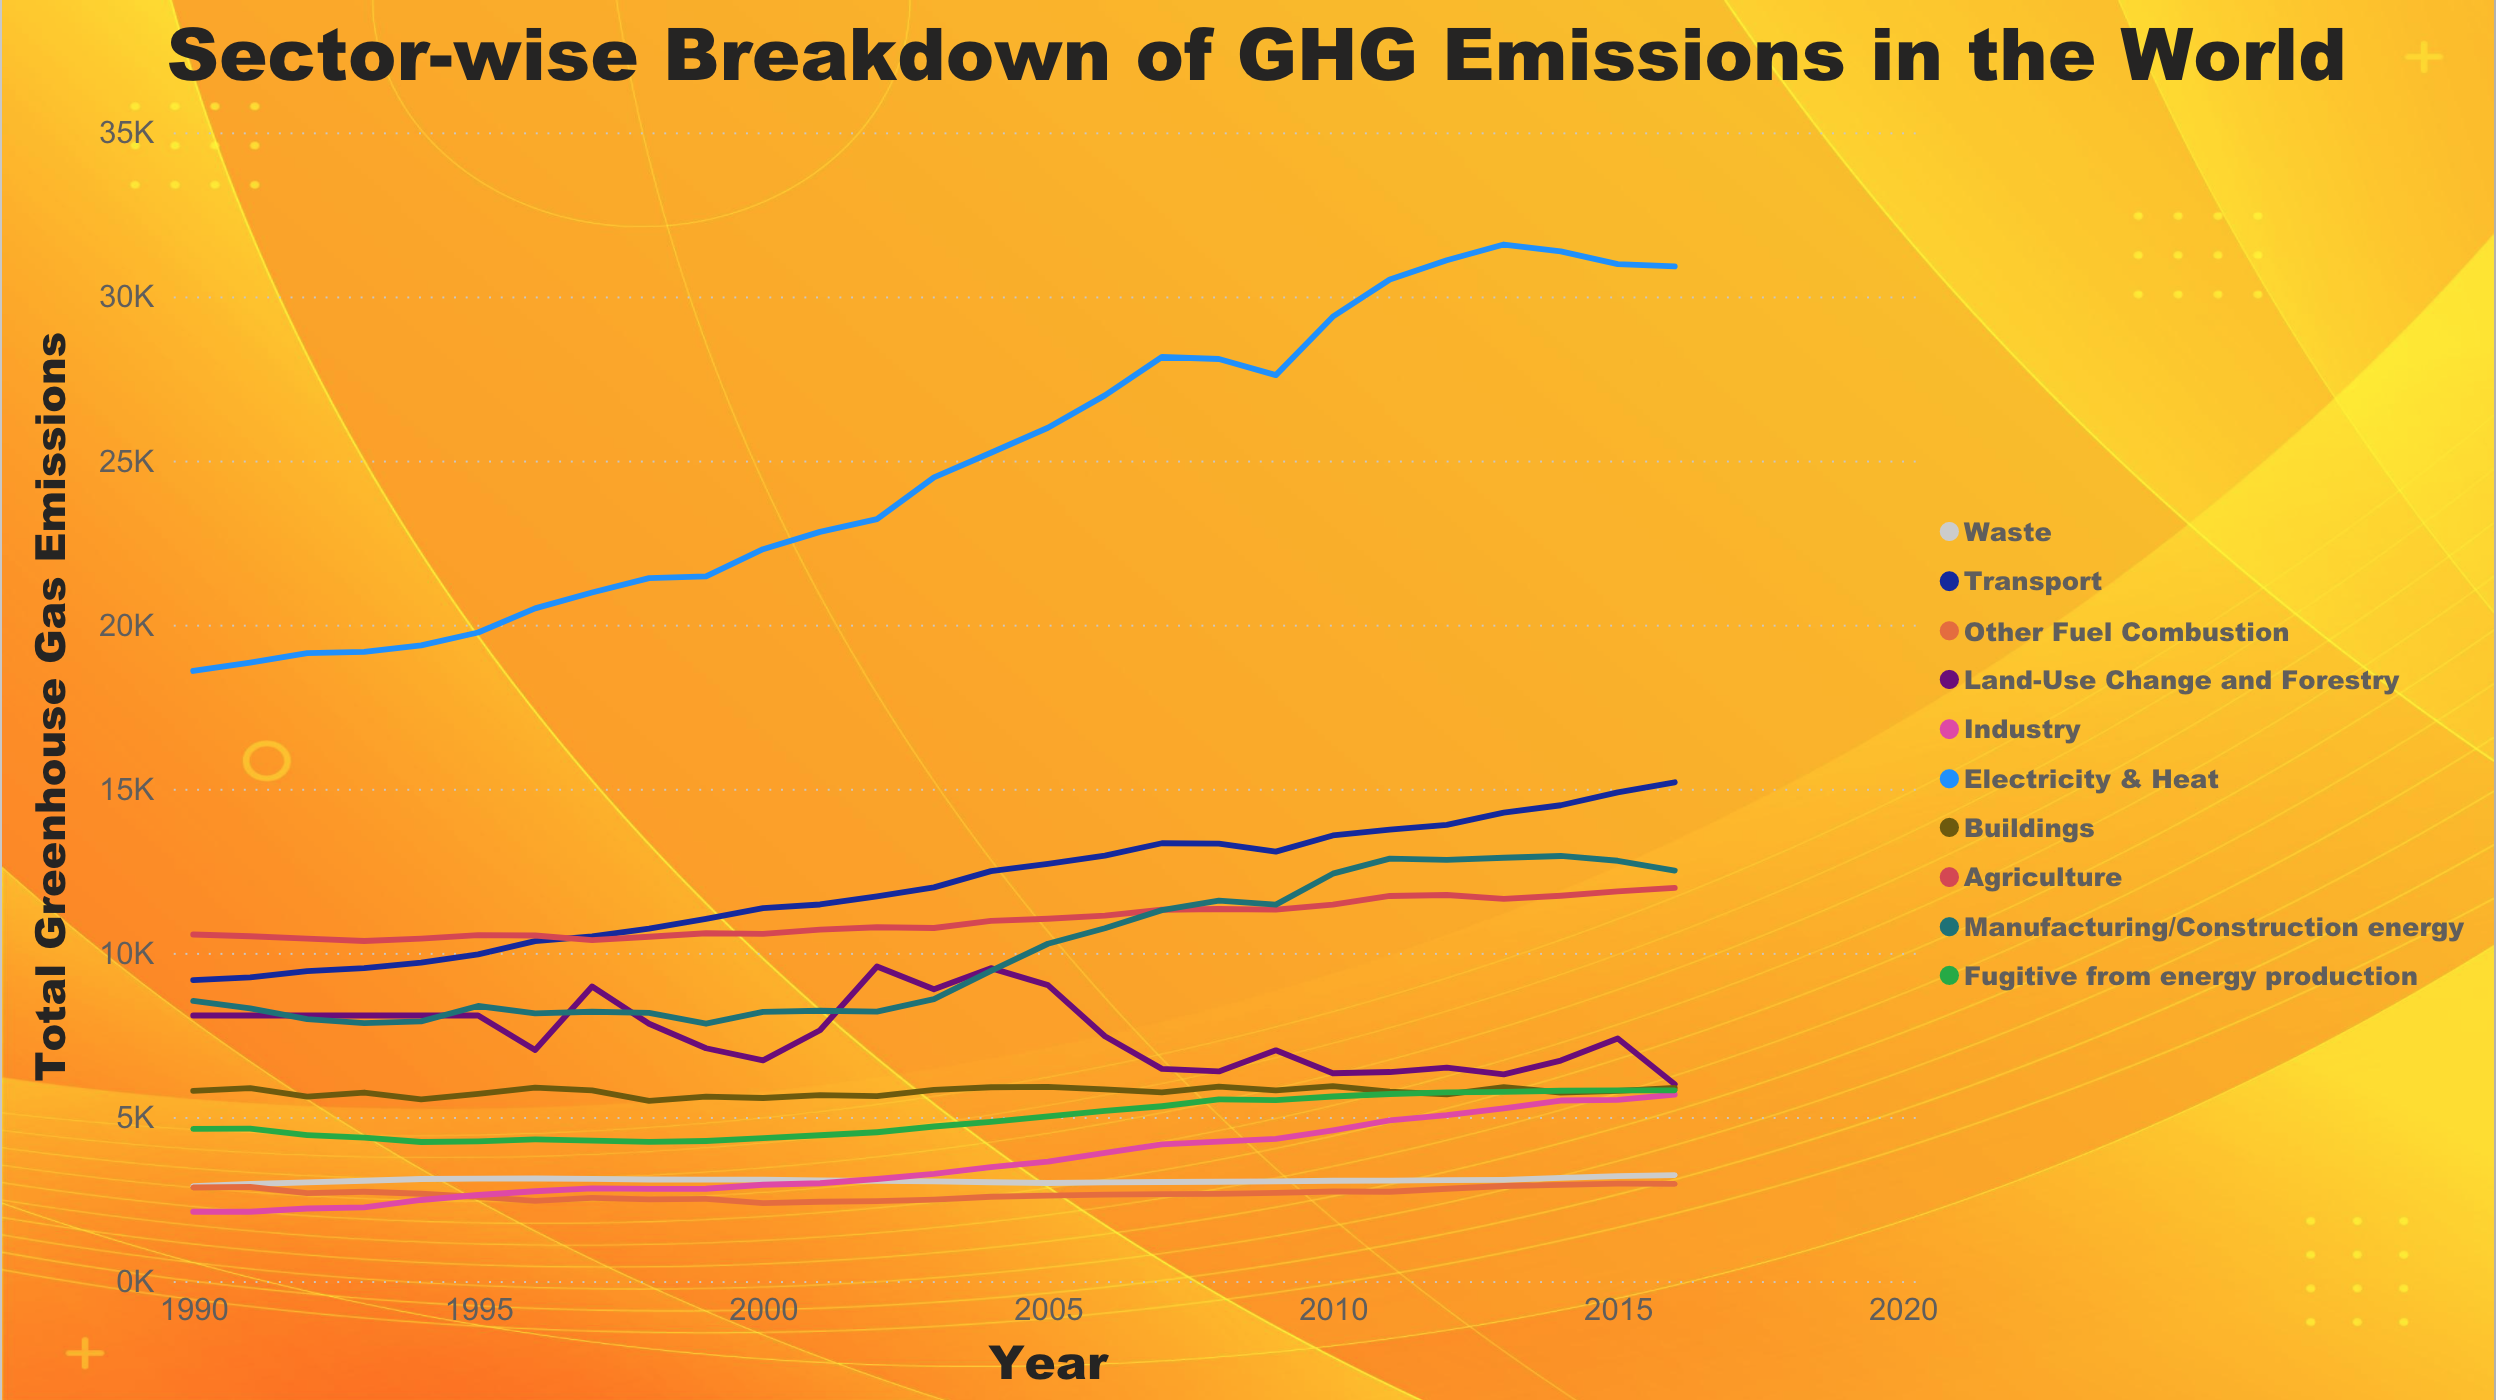 Sector-wise Breakdown of GHG Emissions in the World
Total Greenhouse Gas Emissions
35K
30K
25K
20K
15K
10K
5K
0K
1990
1995
2000
2005
2010
2015
2020
Year
Waste
Transport
Other Fuel Combustion
Land-Use Change and Forestry
Industry
Electricity & Heat
Buildings
Agriculture
Manufacturing/Construction energy
Fugitive from energy production